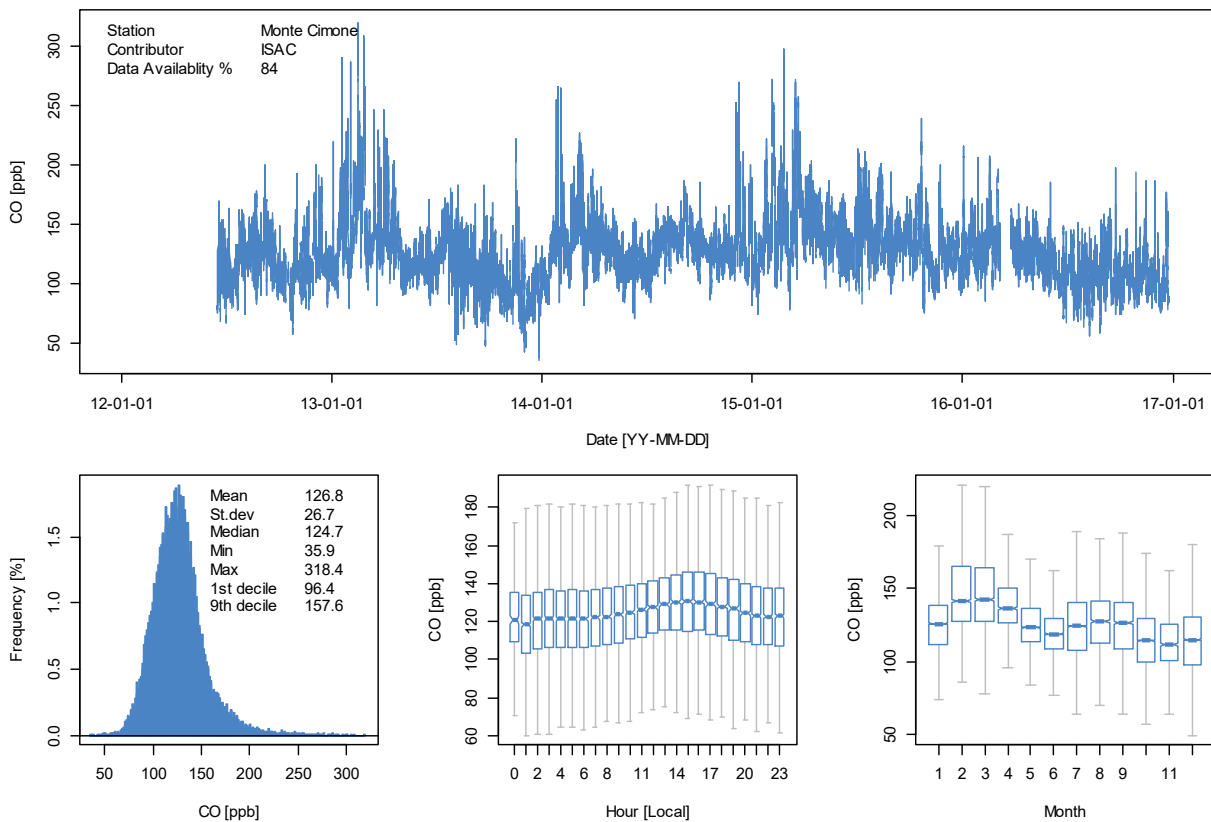 Station Monte Cimone
Contributor ISAC
Data Availablity % 84
CO [ppb]
300
250
200
150
100
50
12-01-01 13-01-01 14-01-01 15-01-01 16-01-01 17-01-01
Date [YY-MM-DD]
Frequency [%]
1.5
1.0
0.5
0.0
Mean 126.8
St.dev 26.7
Median 124.7
Min 35.9
Max 318.4
1st decile 96.4
9th decile 157.6
50 100 150 200 250 300
CO [ppb]
CO [ppb]
180
160
140
120
100
80
60
0 2 4 6 8 11 14 17 20 23
Hour [Local]
CO [ppb]
200
150
100
50
1 2 3 4 5 6 7 8 9 11
Month